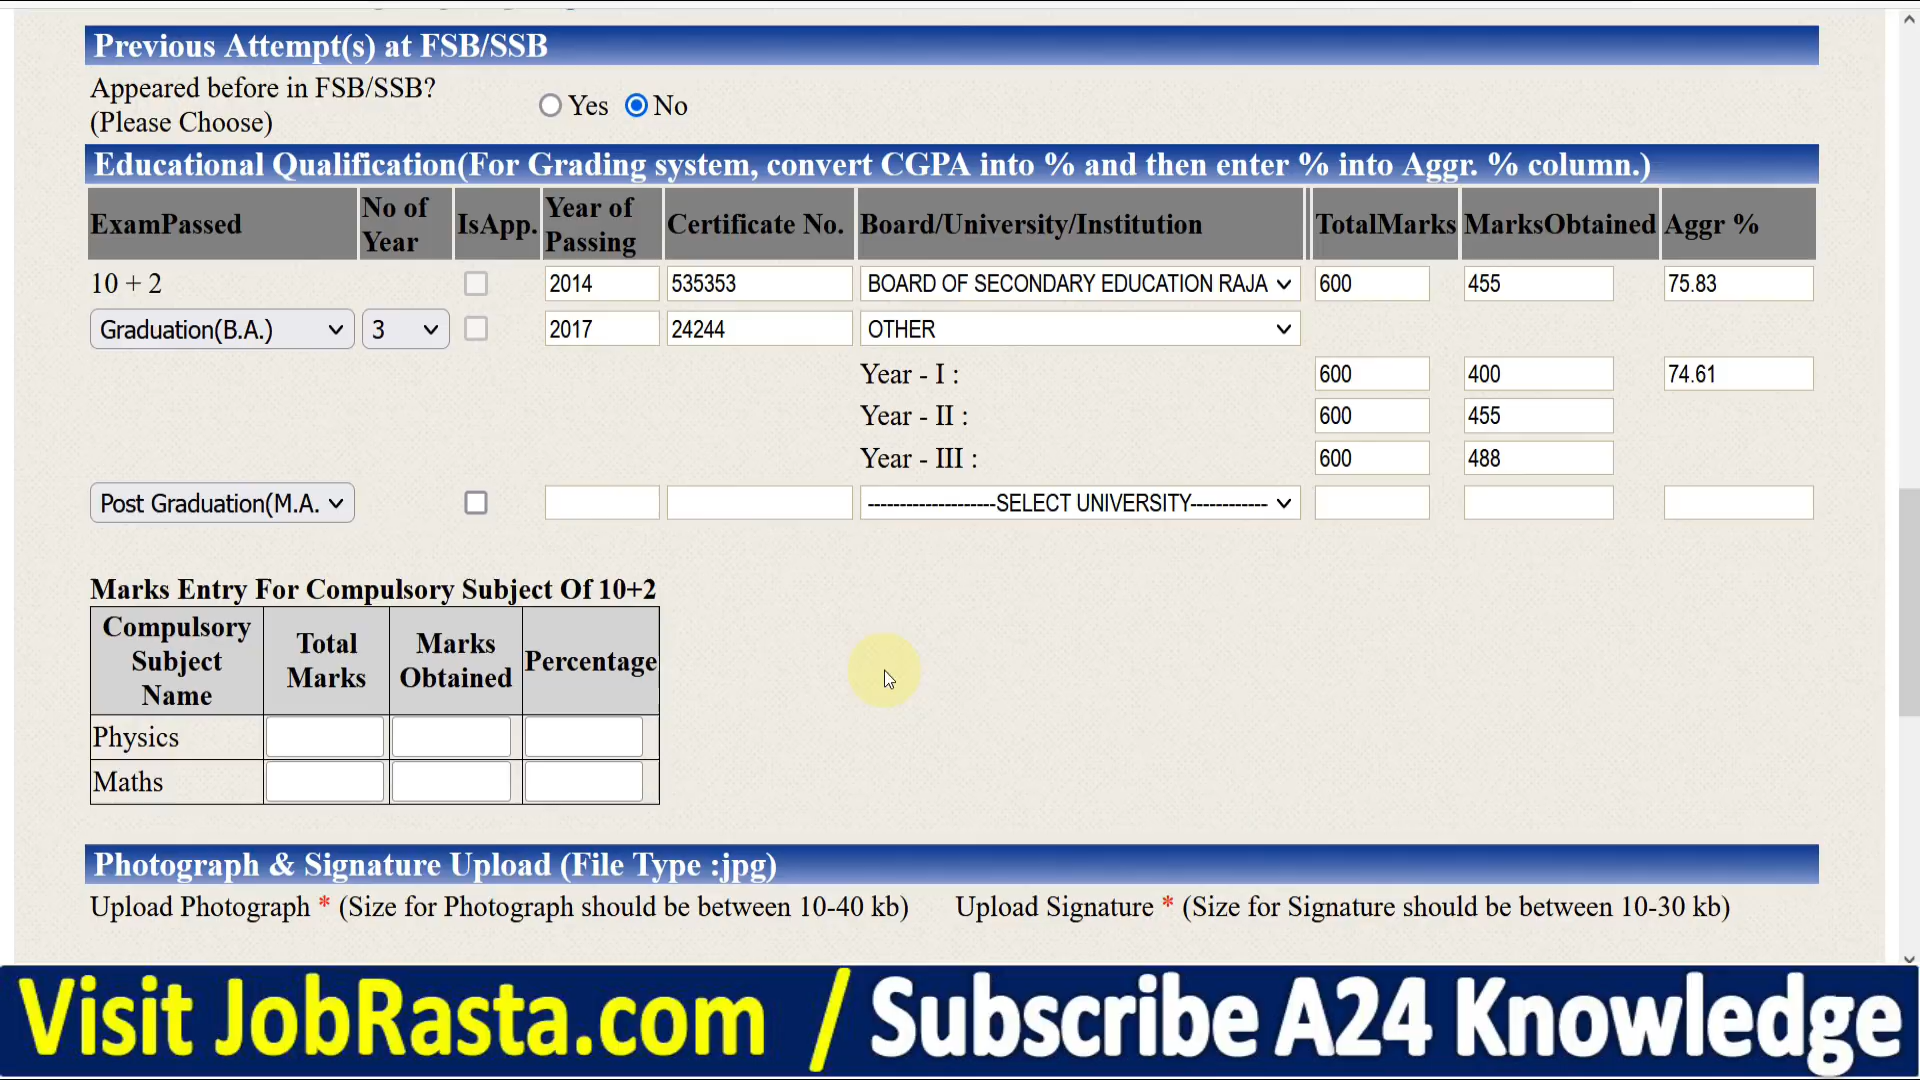 Previous Attempt(s) at FSB/SSB
Appeared before in FSB/SSB?
(Please Choose)
Yes No
Educational Qualification(For Grading system, convert CGPA into % and then enter % into Aggr. % column.)
ExamPassed No of Year IsApp. Year of Passing Certificate No. Board/University/Institution TotalMarks MarksObtained Aggr %
10 + 2 2014 535353 BOARD OF SECONDARY EDUCATION RAJA 600 455 75.83
Graduation(B.A.) 3 2017 24244 OTHER
Year - I : 600 400 74.61
Year - II : 600 455
Year - III : 600 488
Post Graduation(M.A. --------------------SELECT UNIVERSITY------------
Marks Entry For Compulsory Subject Of 10+2
Compulsory Subject Name Total Marks Marks Obtained Percentage
Physics
Maths
Photograph & Signature Upload (File Type :jpg)
Upload Photograph * (Size for Photograph should be between 10-40 kb) Upload Signature * (Size for Signature should be between 10-30 kb)
Visit JobRasta.com / Subscribe A24 Knowledge